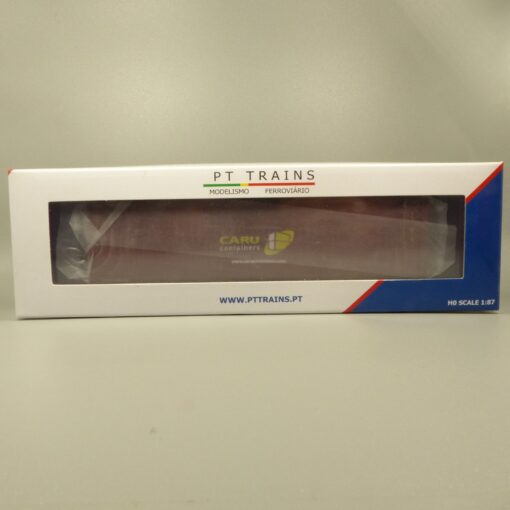 PT TRAINS
MODELISMO FERROVIÁRIO
CARU
containers
WWW.PTTRAINS.PT
H0 SCALE 1:87